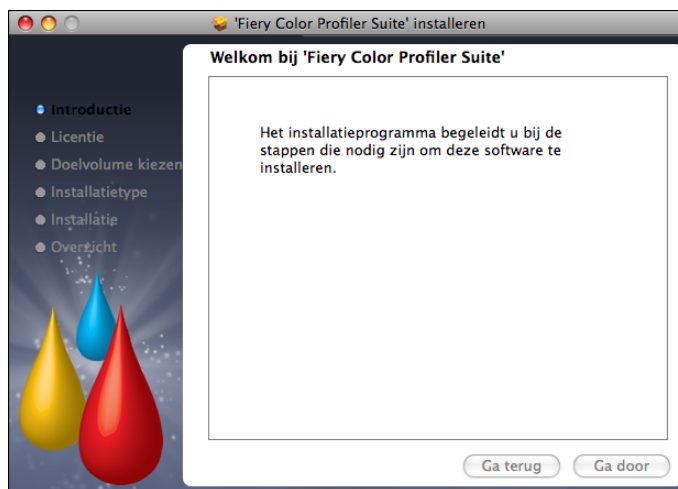 'Fiery Color Profiler Suite' installeren
Welkom bij 'Fiery Color Profiler Suite'
Introductie
Licentie
Doelvolume kiezen
Installatietype
Installatie
Overzicht
Het installatieprogramma begeleidt u bij de
stappen die nodig zijn om deze software te
installeren.
Ga terug
Ga door